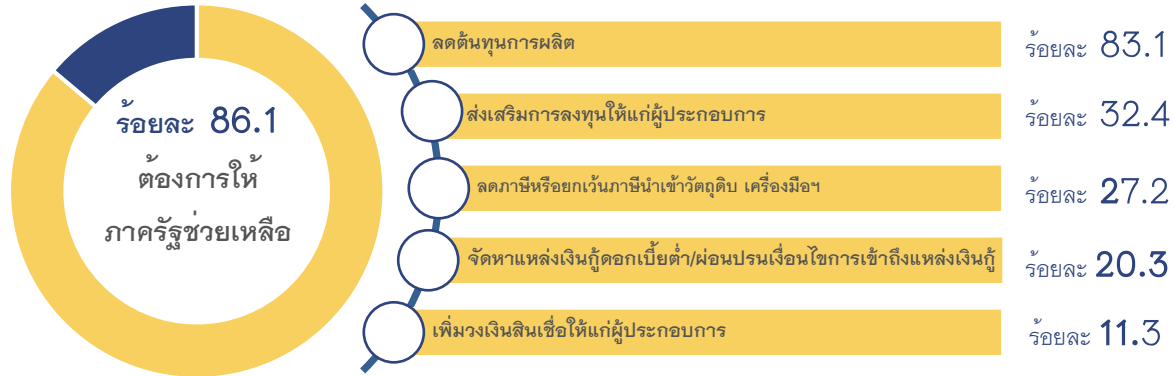 ร้อยละ 86.1
ต้องการให้
ภาครัฐช่วยเหลือ
ลดต้นทุนการผลิต ร้อยละ 83.1
ส่งเสริมการลงทุนให้แก่ผู้ประกอบการ ร้อยละ 32.4
ลดภาษีหรือยกเว้นภาษีนำเข้าวัตถุดิบ เครื่องมือฯ ร้อยละ 27.2
จัดหาแหล่งเงินกู้ดอกเบี้ยต่ำ/ผ่อนปรนเงื่อนไขการเข้าถึงแหล่งเงินกู้ ร้อยละ 20.3
เพิ่มวงเงินสินเชื่อให้แก่ผู้ประกอบการ ร้อยละ 11.3